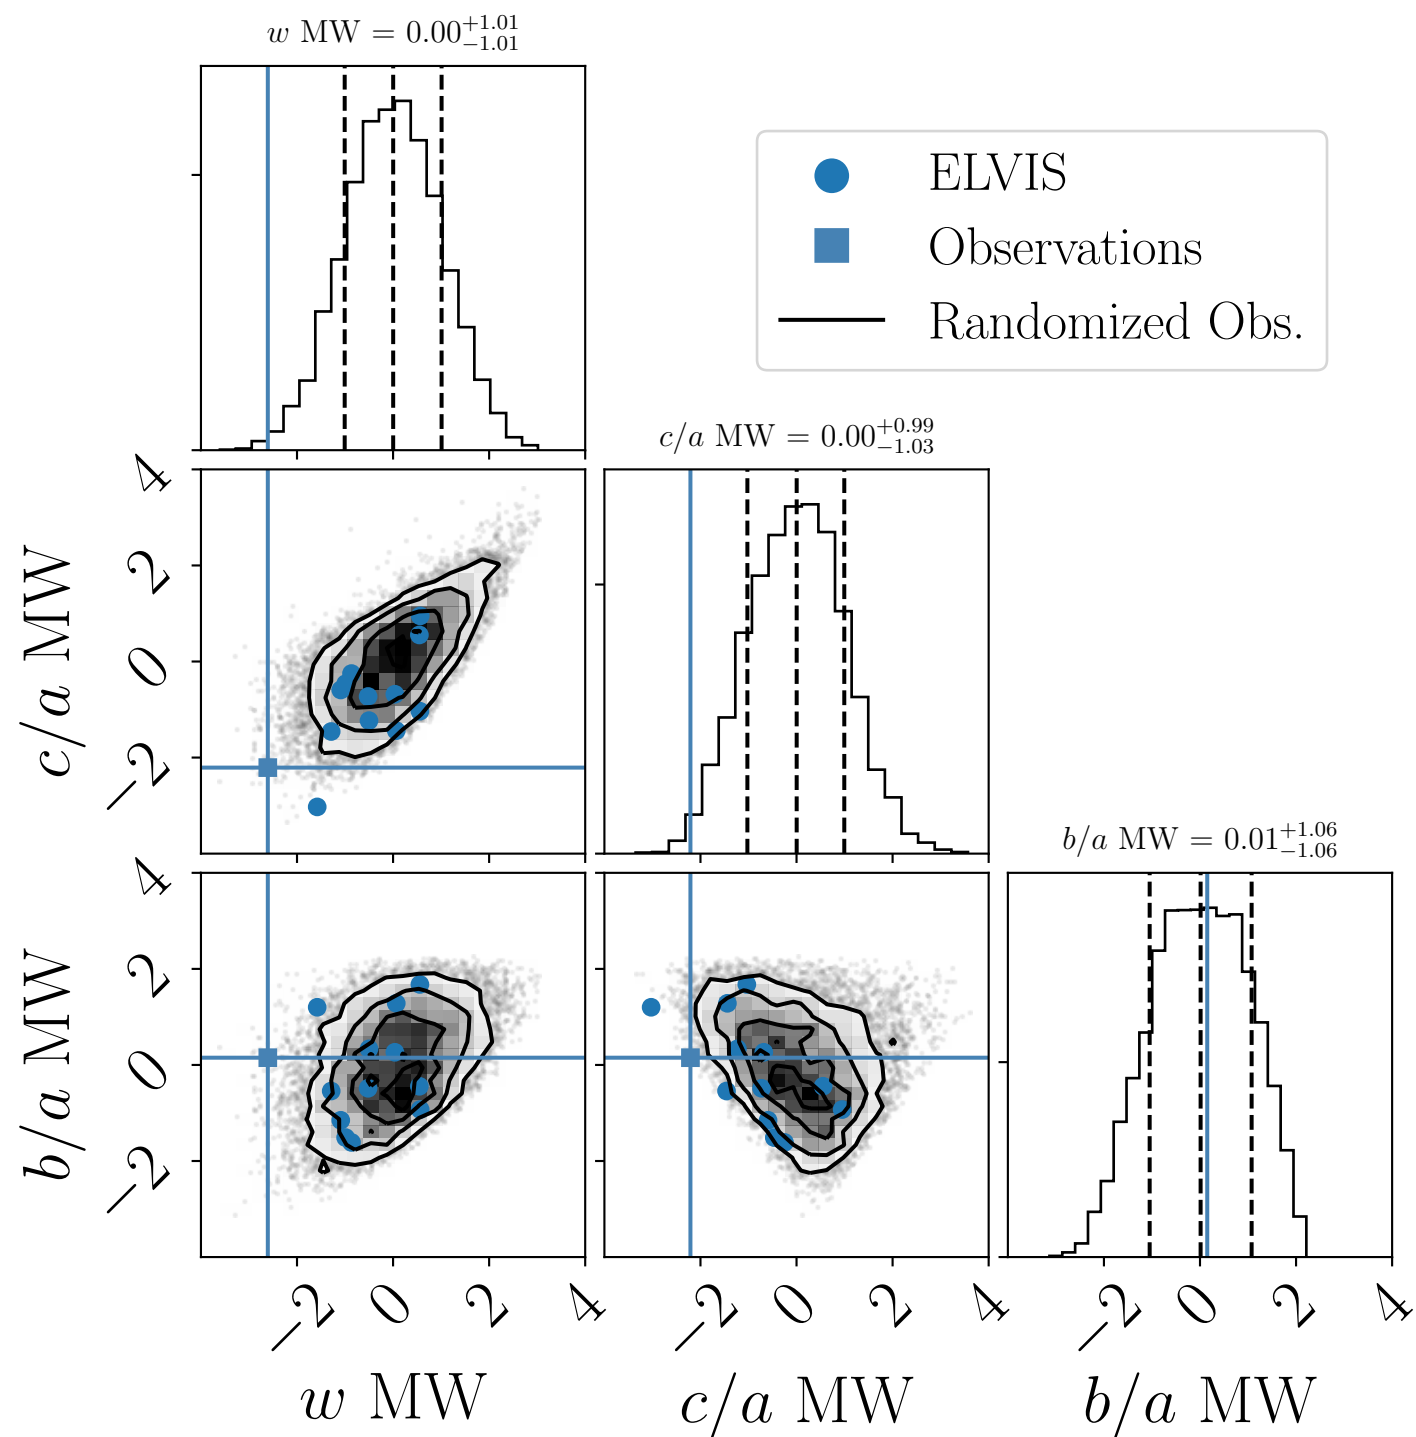 w MW = 0.00+1.01−1.01
ELVIS
Observations
Randomized Obs.
c/a MW = 0.00+0.99−1.03
4
2
0
−2
c/a MW
b/a MW = 0.01+1.06−1.06
4
2
0
−2
b/a MW
−2 0 2 4
−2 0 2 4
−2 0 2 4
w MW
c/a MW
b/a MW